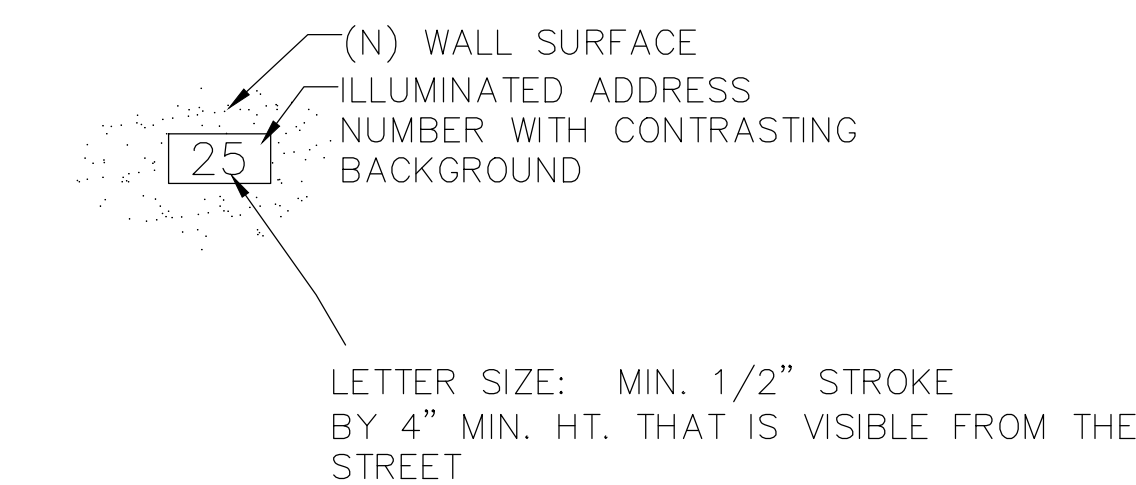 (N) WALL SURFACE
ILLUMINATED ADDRESS
NUMBER WITH CONTRASTING
BACKGROUND
25
LETTER SIZE:  MIN. 1/2” STROKE
BY 4” MIN. HT. THAT IS VISIBLE FROM THE
STREET